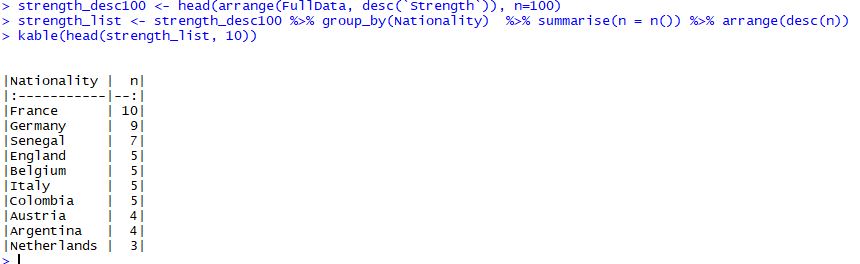 > strength_desc100 <- head(arrange(FullData, desc(`Strength`)), n=100)
> strength_list <- strength_desc100 %>% group_by(Nationality)  %>% summarise(n = n()) %>% arrange(desc(n))
> kable(head(strength_list, 10))
|Nationality |  n|
|:-----------|--:|
|France      | 10|
|Germany     |  9|
|Senegal     |  7|
|England     |  5|
|Belgium     |  5|
|Italy       |  5|
|Colombia    |  5|
|Austria     |  4|
|Argentina   |  4|
|Netherlands |  3|
>